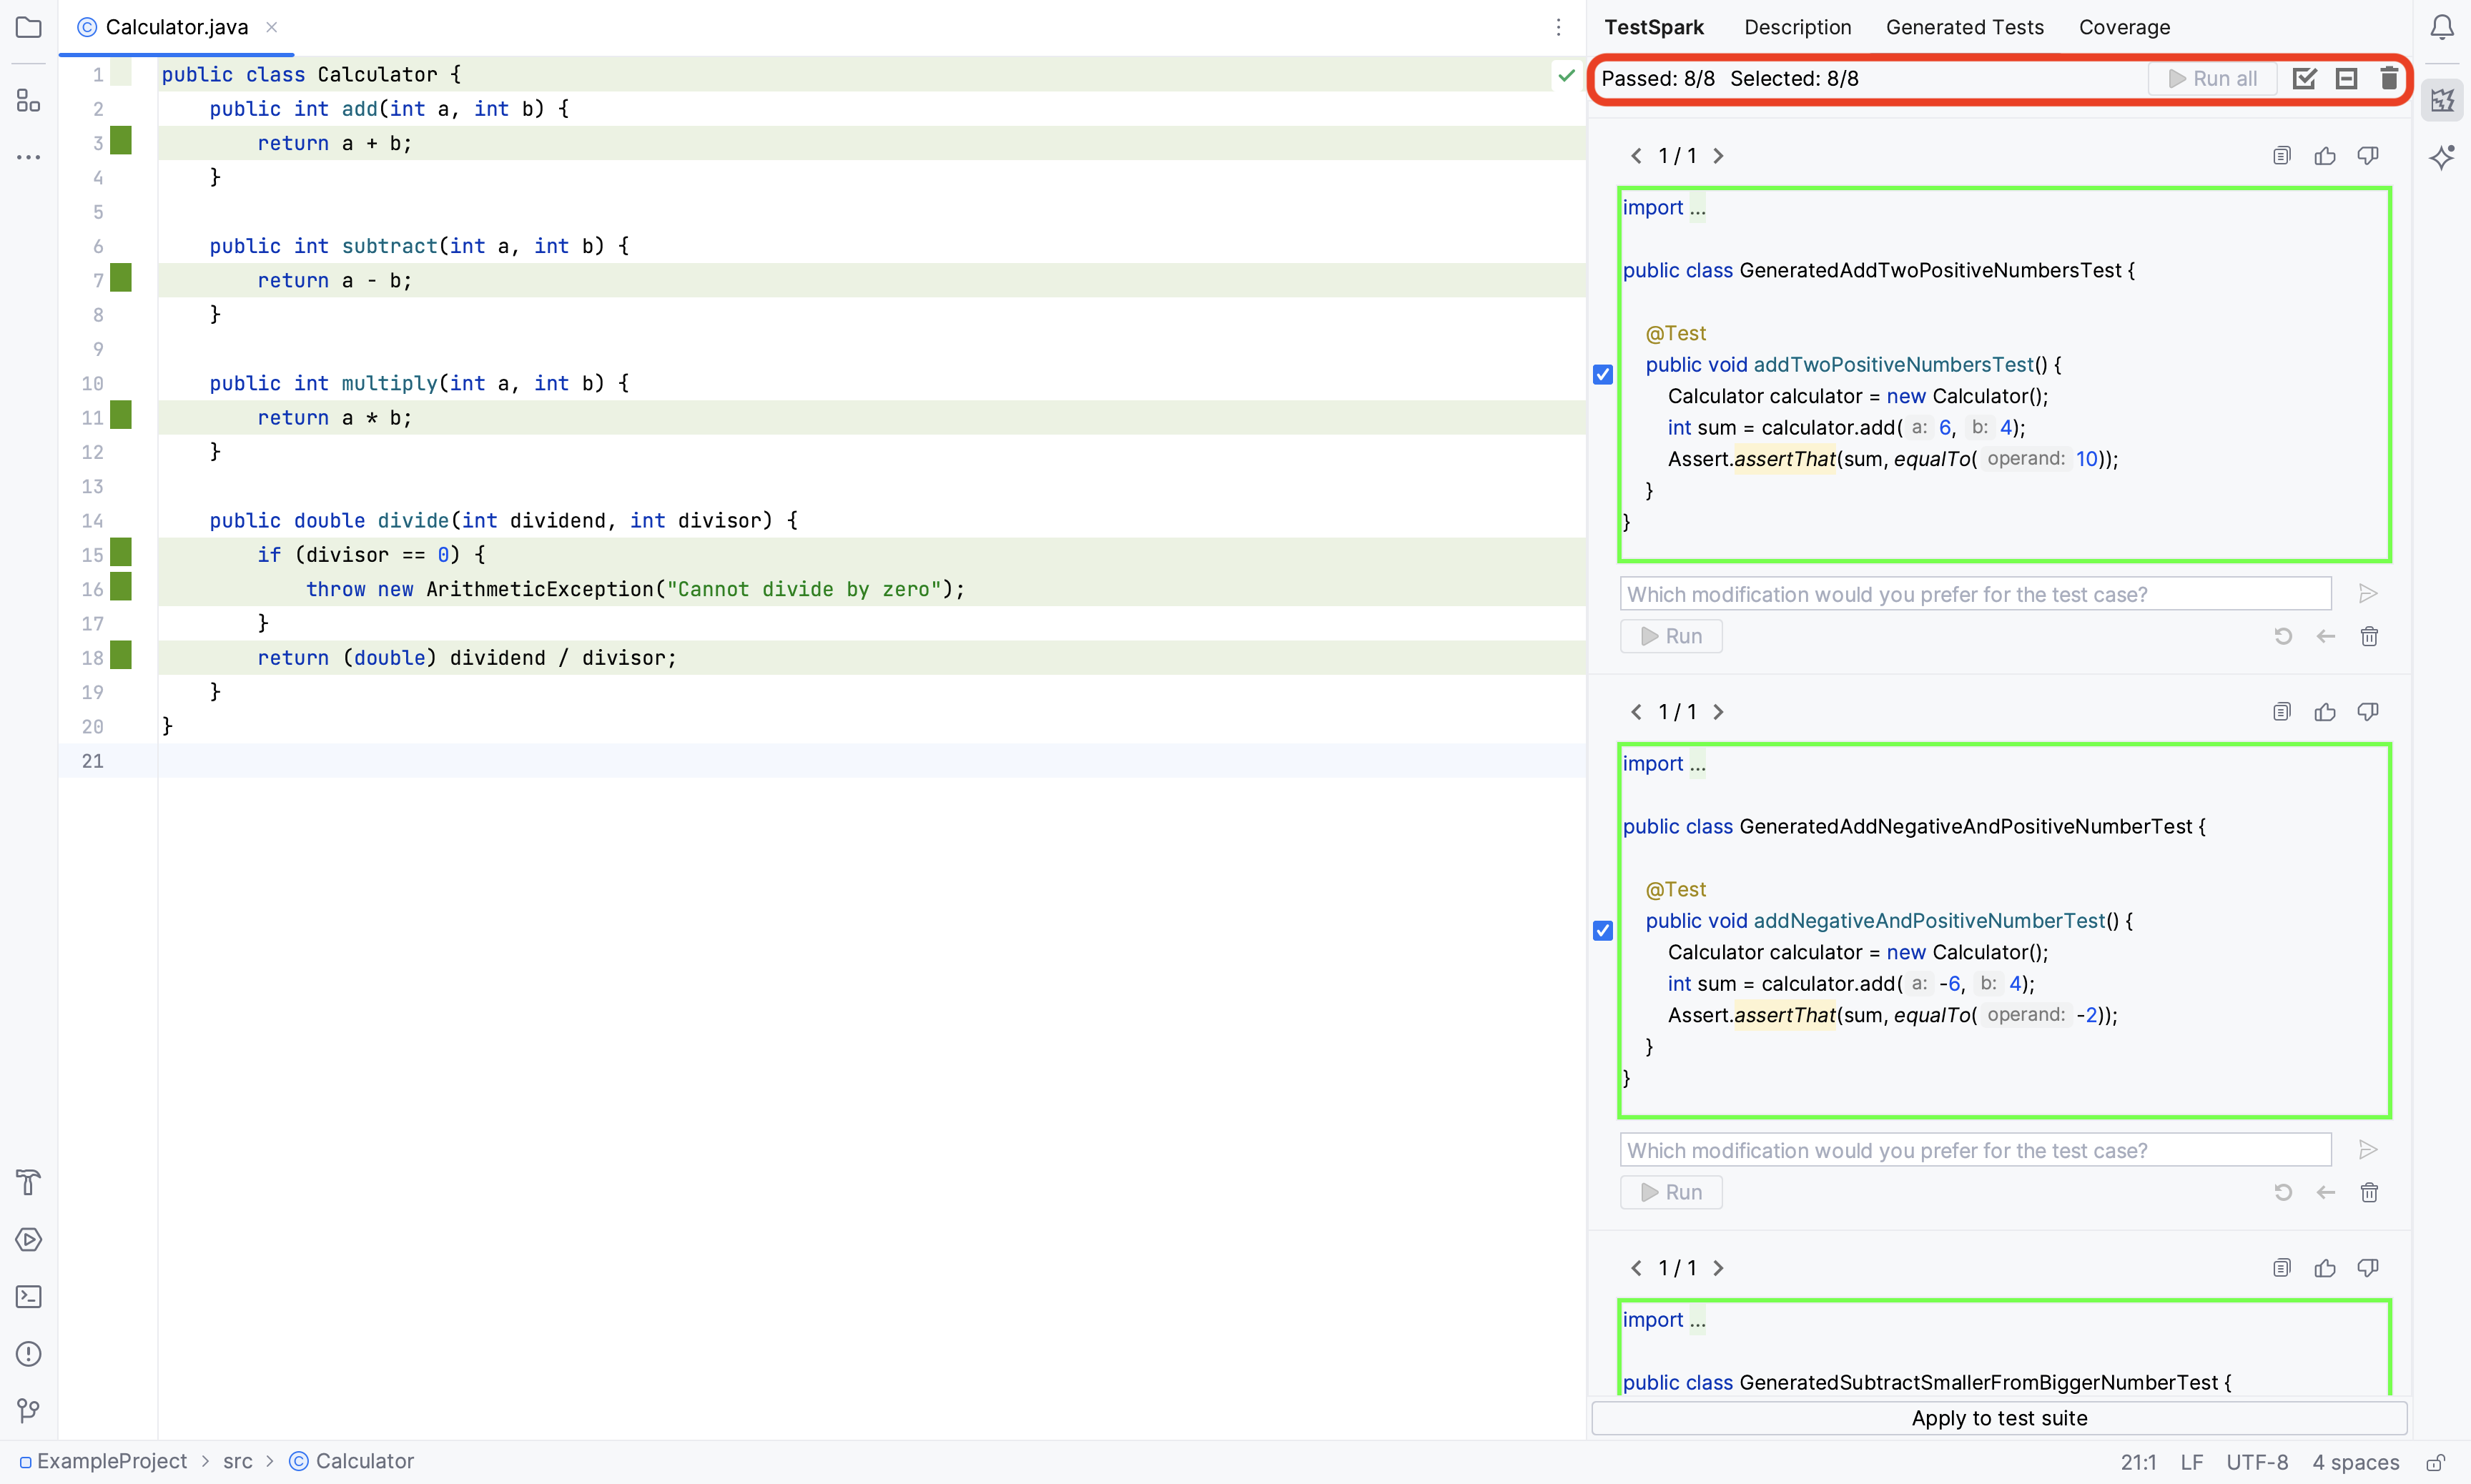 Calculator.java
1 public class Calculator {
2 public int add(int a, int b) {
3 return a + b;
4 }
5
6 public int subtract(int a, int b) {
7 return a - b;
8 }
9
10 public int multiply(int a, int b) {
11 return a * b;
12 }
13
14 public double divide(int dividend, int divisor) {
15 if (divisor == 0) {
16 throw new ArithmeticException("Cannot divide by zero");
17 }
18 return (double) dividend / divisor;
19 }
20 }
21
TestSpark Description Generated Tests Coverage
Passed: 8/8 Selected: 8/8 Run all
1 / 1
import ...
public class GeneratedAddTwoPositiveNumbersTest {
@Test
public void addTwoPositiveNumbersTest() {
Calculator calculator = new Calculator();
int sum = calculator.add( a: 6, b: 4);
Assert.assertThat(sum, equalTo( operand: 10));
}
}
Which modification would you prefer for the test case?
Run
1 / 1
import ...
public class GeneratedAddNegativeAndPositiveNumberTest {
@Test
public void addNegativeAndPositiveNumberTest() {
Calculator calculator = new Calculator();
int sum = calculator.add( a: -6, b: 4);
Assert.assertThat(sum, equalTo( operand: -2));
}
}
Which modification would you prefer for the test case?
Run
1 / 1
import ...
public class GeneratedSubtractSmallerFromBiggerNumberTest {
Apply to test suite
ExampleProject > src > Calculator
21:1 LF UTF-8 4 spaces